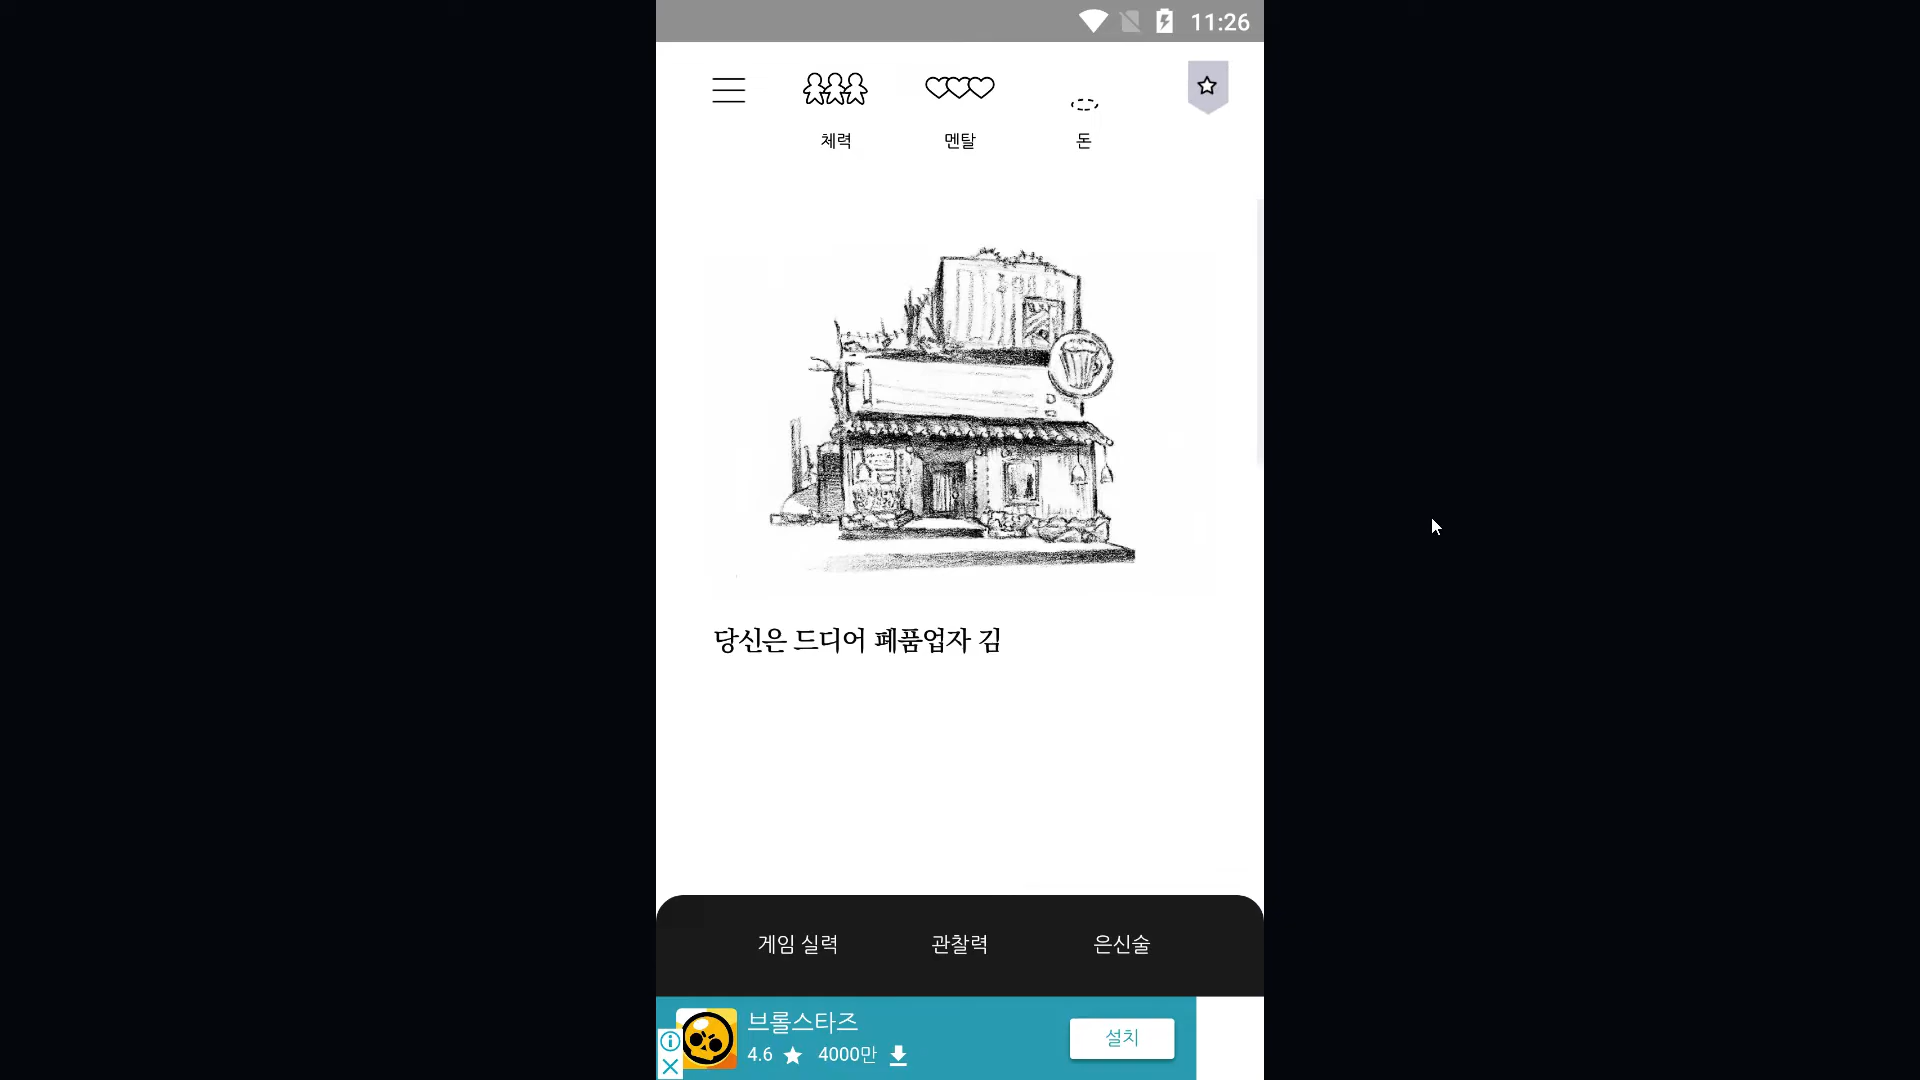 11:26
체력
멘탈
돈
당신은 드디어 폐품업자 김
게임 실력
관찰력
은신술
브롤스타즈
4.6 ★ 4000만
설치